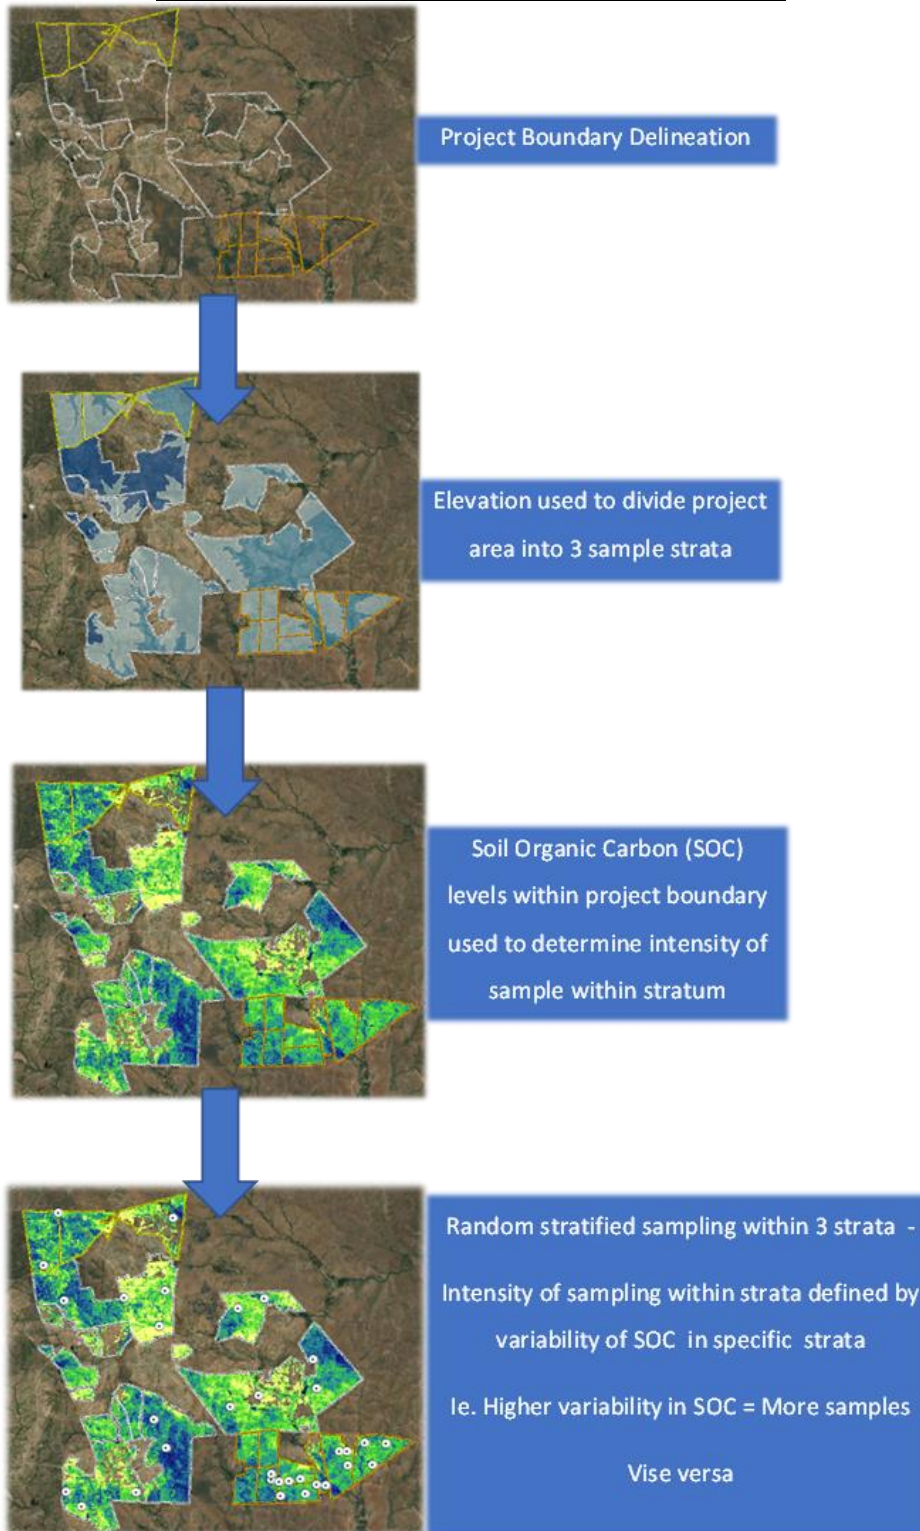 Project Boundary Delineation
Elevation used to divide project
area into 3 sample strata
Soil Organic Carbon (SOC)
levels within project boundary
used to determine intensity of
sample within stratum
Random stratified sampling within 3 strata -
Intensity of sampling within strata defined by
variability of SOC in specific strata
Ie. Higher variability in SOC = More samples
Vise versa